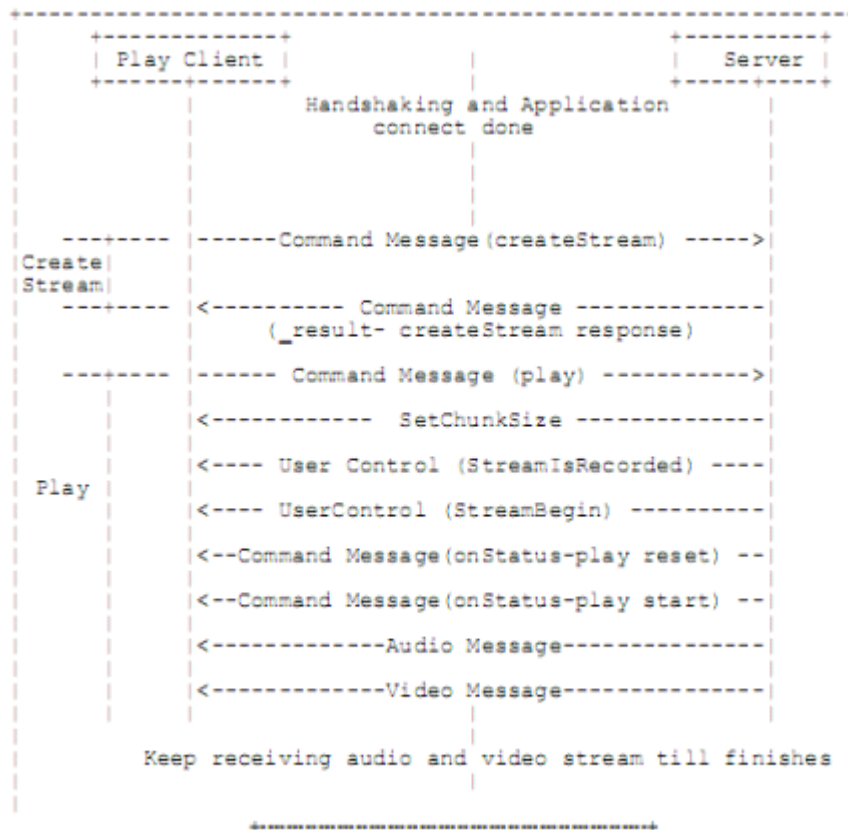 Play Client
Server
Handshaking and Application
connect done
------Command Message(createStream) ----->
Create
Stream
<---------- Command Message --------------
(_result- createStream response)
------ Command Message (play) ----------->
<------------ SetChunkSize --------------
<---- User Control (StreamIsRecorded) ----
Play
<---- UserControl (StreamBegin) ----------
<--Command Message(onStatus-play reset) --
<--Command Message(onStatus-play start) --
<-------------Audio Message---------------
<-------------Video Message---------------
Keep receiving audio and video stream till finishes